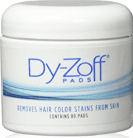 Dy-Zoff®
PADS
REMOVES HAIR COLOR STAINS FROM SKIN
CONTAINS 80 PADS